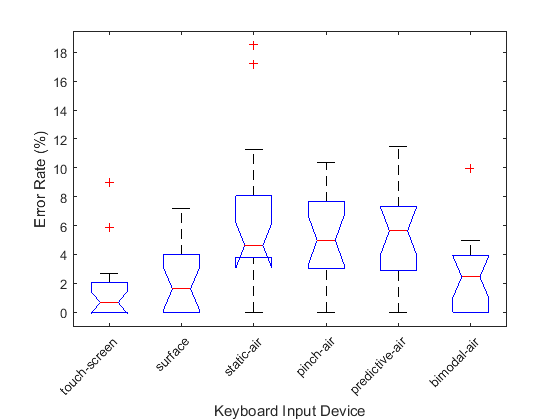 Error Rate (%)
18
16
14
12
10
8
6
4
2
0
touch-screen
surface
static-air
pinch-air
predictive-air
bimodal-air
Keyboard Input Device